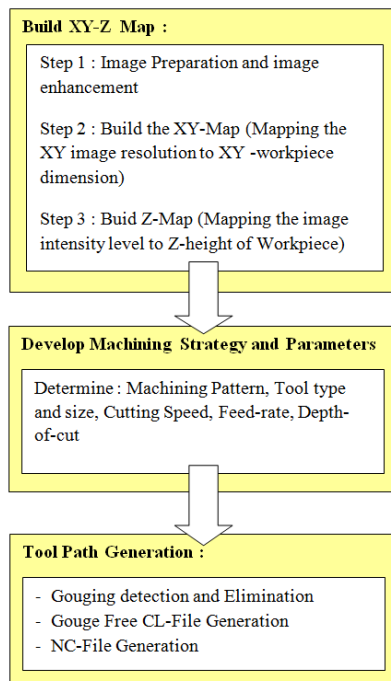 Build XY-Z Map :
Step 1 : Image Preparation and image
enhancement
Step 2 : Build the XY-Map (Mapping the
XY image resolution to XY -workpiece
dimension)
Step 3 : Buid Z-Map (Mapping the image
intensity level to Z-height of Workpiece)
Develop Machining Strategy and Parameters
Determine : Machining Pattern, Tool type
and size, Cutting Speed, Feed-rate, Depth-
of-cut
Tool Path Generation :
- Gouging detection and Elimination
- Gouge Free CL-File Generation
- NC-File Generation